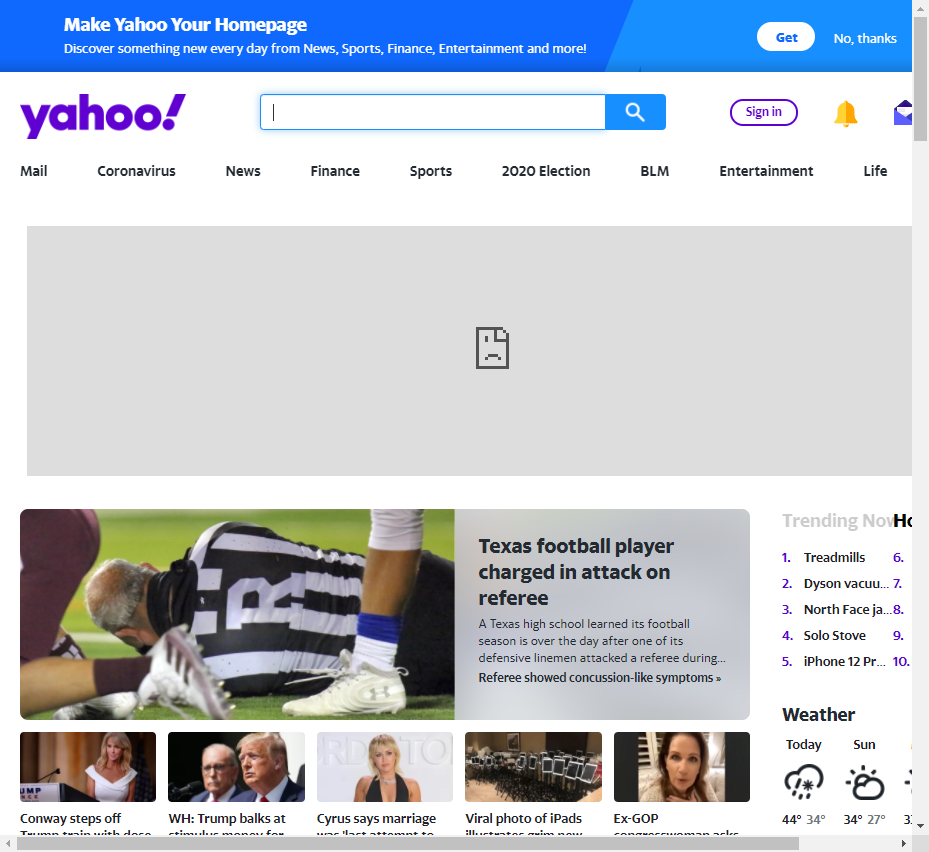 Make Yahoo Your Homepage
Discover something new every day from News, Sports, Finance, Entertainment and more!
Get
No, thanks
yahoo!
Sign in
Mail
Coronavirus
News
Finance
Sports
2020 Election
BLM
Entertainment
Life
Texas football player
charged in attack on
referee
A Texas high school learned its football
season is over the day after one of its
defensive linemen attacked a referee during...
Referee showed concussion-like symptoms »
R
Trending Now
1. Treadmills 6.
2. Dyson vacuu... 7.
3. North Face ja... 8.
4. Solo Stove 9.
5. iPhone 12 Pr... 10.
Weather
Today Sun
44° 34° 34° 27°
Conway steps off
Trump train with dose
WH: Trump balks at
stimulus money for
Cyrus says marriage
was 'last attempt to
Viral photo of iPads
illustrates grim new
Ex-GOP
congresswoman asks